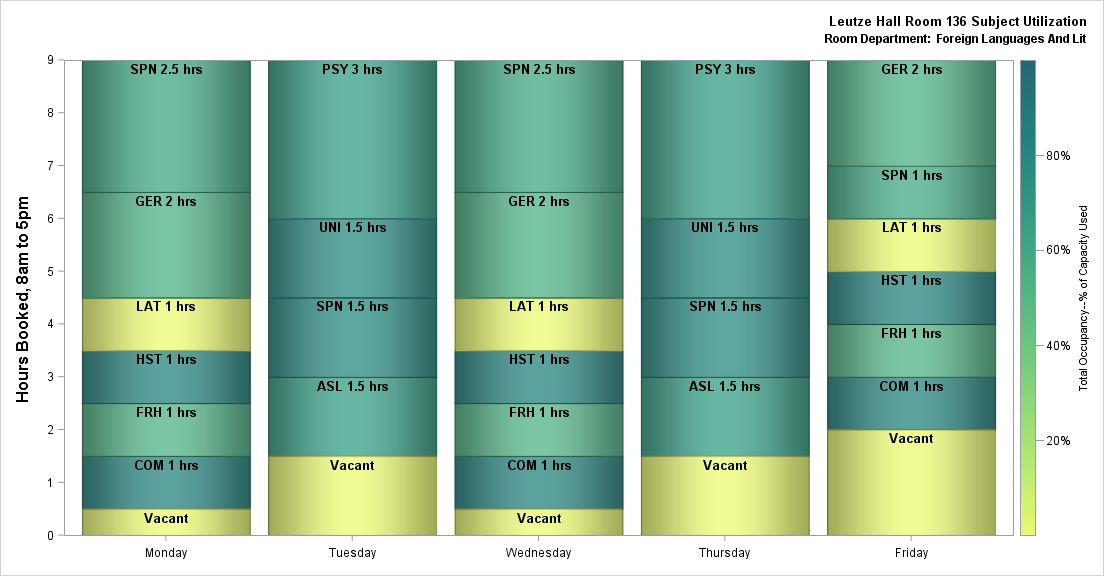 Leutze Hall Room 136 Subject Utilization
Room Department: Foreign Languages And Lit
Hours Booked, 8am to 5pm
9
8
7
6
5
4
3
2
1
0
SPN 2.5 hrs
GER 2 hrs
LAT 1 hrs
HST 1 hrs
FRH 1 hrs
COM 1 hrs
Vacant
Monday
PSY 3 hrs
UNI 1.5 hrs
SPN 1.5 hrs
ASL 1.5 hrs
Vacant
Tuesday
SPN 2.5 hrs
GER 2 hrs
LAT 1 hrs
HST 1 hrs
FRH 1 hrs
COM 1 hrs
Vacant
Wednesday
PSY 3 hrs
UNI 1.5 hrs
SPN 1.5 hrs
ASL 1.5 hrs
Vacant
Thursday
GER 2 hrs
SPN 1 hrs
LAT 1 hrs
HST 1 hrs
FRH 1 hrs
COM 1 hrs
Vacant
Friday
80%
60%
40%
20%
Total Occupancy--% of Capacity Used